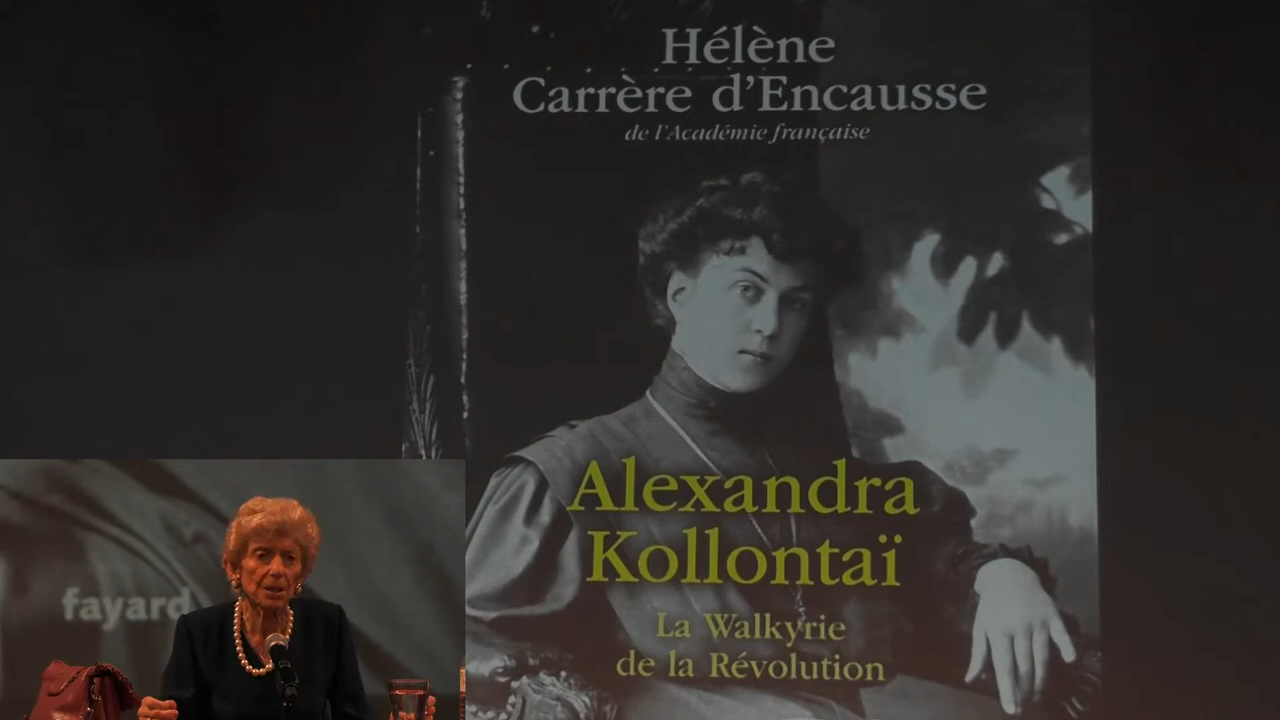 Hélène
Carrère d'Encausse
de l'Académie française
Alexandra
Kollontaï
La Walkyrie
de la Révolution
fayard